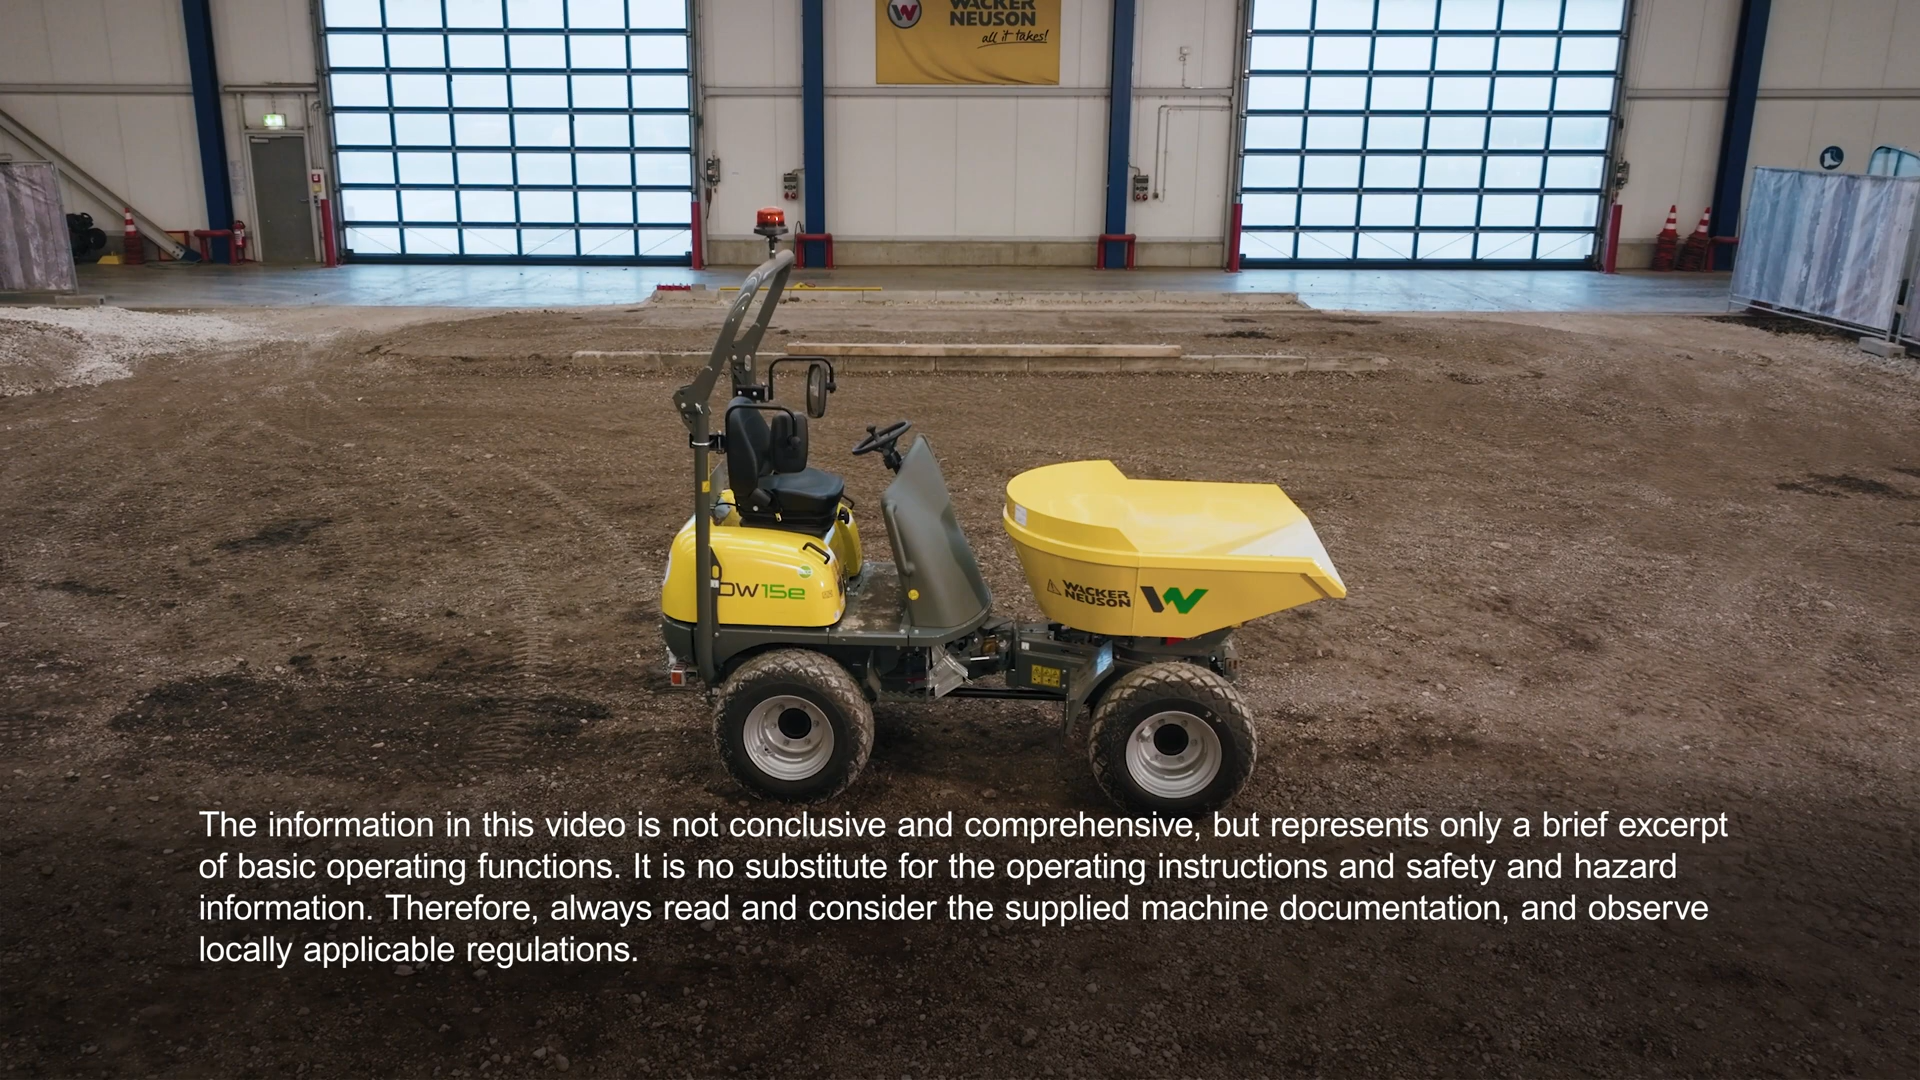 WACKER
NEUSON
all it takes!
DW15e
WACKER
NEUSON
The information in this video is not conclusive and comprehensive, but represents only a brief excerpt
of basic operating functions. It is no substitute for the operating instructions and safety and hazard
information. Therefore, always read and consider the supplied machine documentation, and observe
locally applicable regulations.